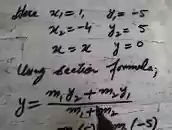 Here x₁ = 1, y₁ = -5
x₂ = -4 y₂ = 5
x = x y = 0
Using section formula,
y = (m₁y₂ + m₂y₁) / (m₁ + m₂)
(-5)